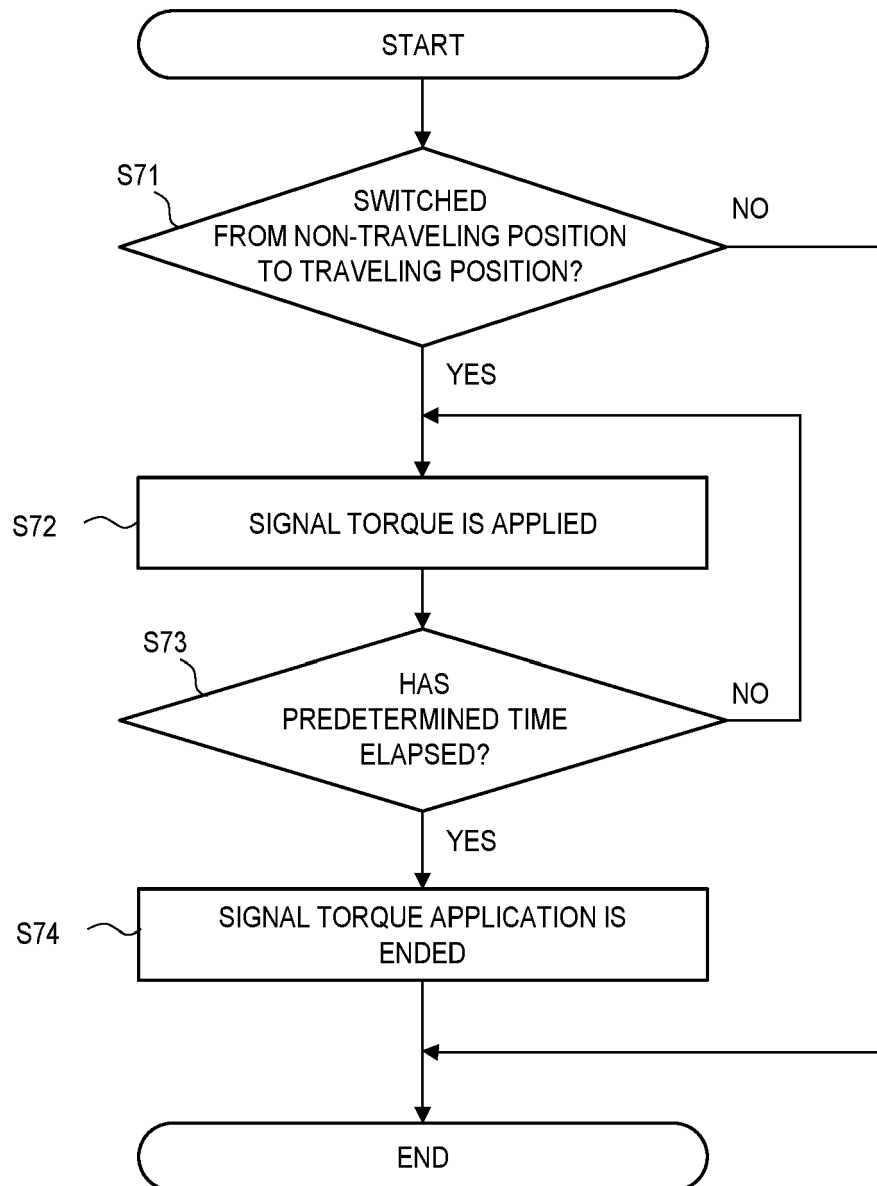 START
S71
SWITCHED
FROM NON-TRAVELING POSITION
TO TRAVELING POSITION?
NO
YES
S72
SIGNAL TORQUE IS APPLIED
S73
HAS
PREDETERMINED TIME
ELAPSED?
NO
YES
S74
SIGNAL TORQUE APPLICATION IS
ENDED
END